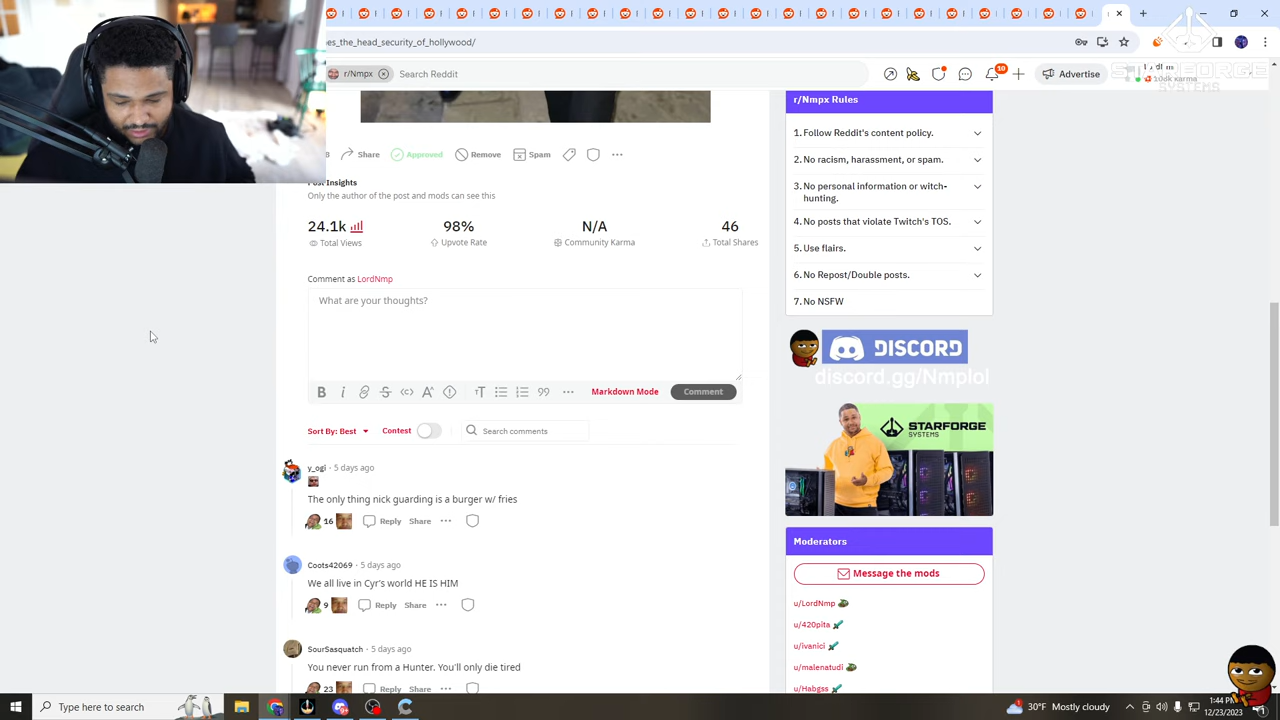 es_the_head_security_of_hollywood/
r/Nmpx
Search Reddit
10
Advertise
100k karma
STARFORGE
SYSTEMS
8 Share Approved Remove Spam
Post Insights
Only the author of the post and mods can see this
24.1k 98% N/A 46
Total Views Upvote Rate Community Karma Total Shares
Comment as LordNmp
What are your thoughts?
Markdown Mode Comment
Sort By: Best Contest Search comments
y_ogi · 5 days ago
The only thing nick guarding is a burger w/ fries
16 Reply Share
Coots42069 · 5 days ago
We all live in Cyr's world HE IS HIM
9 Reply Share
SourSasquatch · 5 days ago
You never run from a Hunter. You'll only die tired
23 Reply Share
r/Nmpx Rules
1. Follow Reddit's content policy.
2. No racism, harassment, or spam.
3. No personal information or witch-
hunting.
4. No posts that violate Twitch's TOS.
5. Use flairs.
6. No Repost/Double posts.
7. No NSFW
DISCORD
discord.gg/Nmplol
STARFORGE
SYSTEMS
Moderators
Message the mods
u/LordNmp
u/420pita
u/ivanici
u/malenatudi
u/Habgss
Type here to search
30°F Mostly cloudy
1:44 PM
12/23/2023